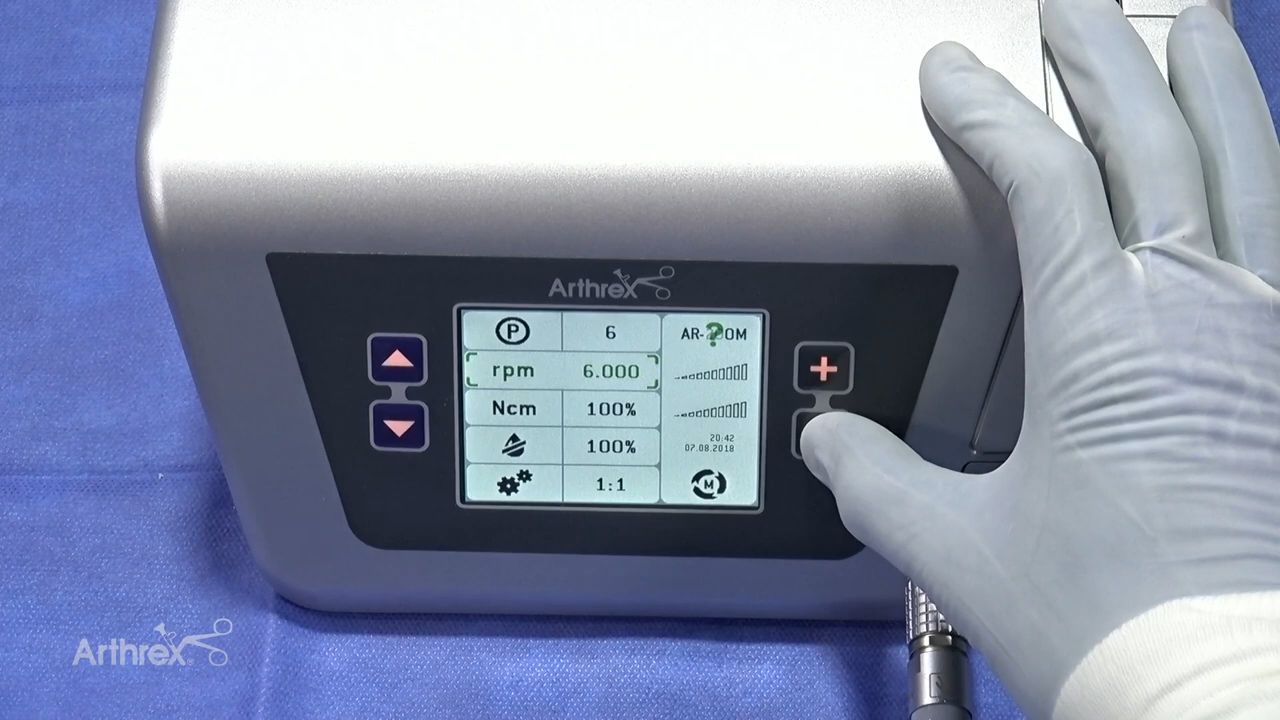 Arthrex
P 6
rpm 6.000
Ncm 100%
100%
1:1
20:42
07.08.2018
M
Arthrex®